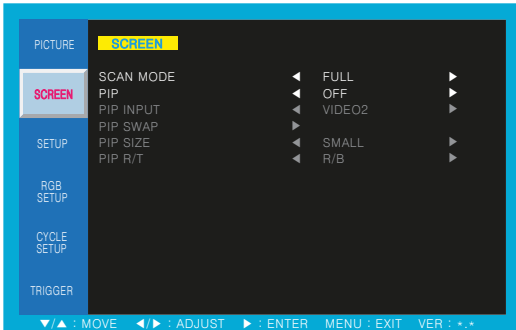 PICTURE
SCREEN
SETUP
RGB
SETUP
CYCLE
SETUP
TRIGGER
SCREEN
SCAN MODE ◀ FULL ▶
PIP ◀ OFF ▶
PIP INPUT ◀ VIDEO2 ▶
PIP SWAP ▶
PIP SIZE ◀ SMALL ▶
PIP R/T ◀ R/B ▶
▼/▲ : MOVE ◀/▶ : ADJUST ▶ : ENTER MENU : EXIT VER : *.*